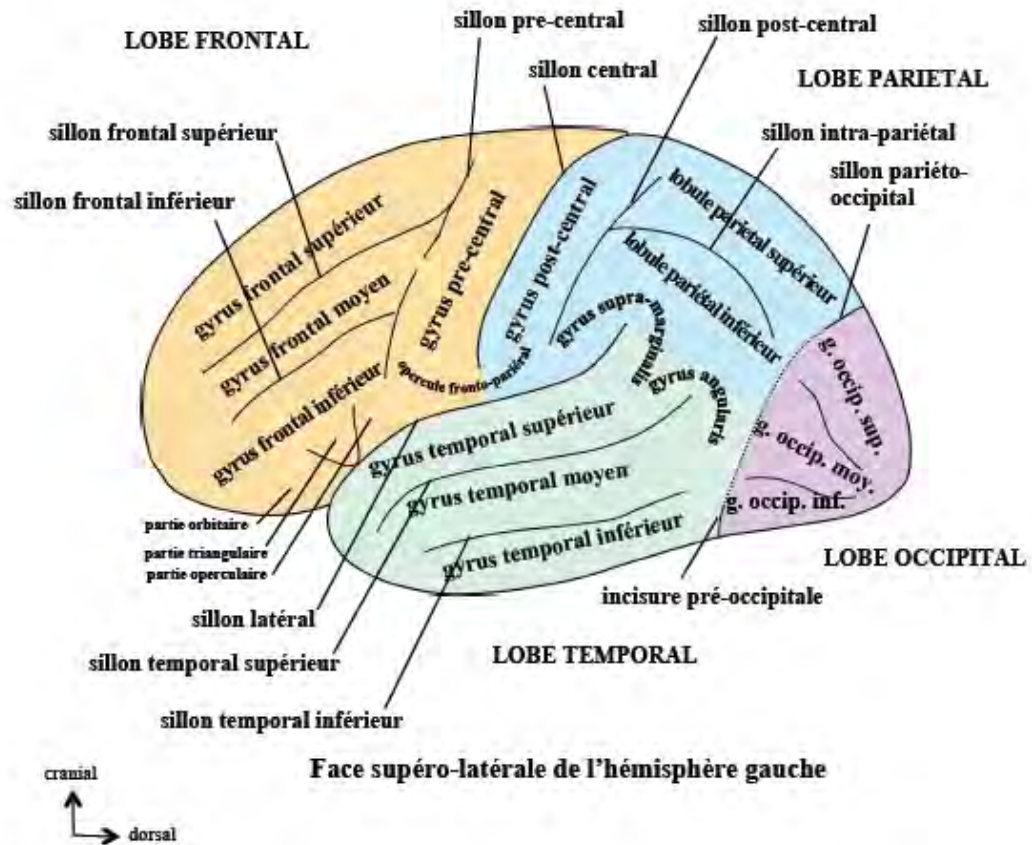 sillon pre-central
sillon post-central
LOBE FRONTAL
sillon central
LOBE PARIETAL
sillon frontal supérieur
sillon intra-pariétal
sillon pariéto-
occipital
sillon frontal inférieur
gyrus frontal supérieur
gyrus frontal moyen
gyrus frontal inférieur
gyrus pre-central
opercule fronto-pariéral
gyrus post-central
lobule parietal supérieur
lobule pariétal inférieur
gyrus supra-marginalis
gyrus angularis
g. occip. sup.
g. occip. moy.
g. occip. inf.
gyrus temporal supérieur
gyrus temporal moyen
gyrus temporal inférieur
partie orbitaire
partie triangulaire
partie operculaire
LOBE OCCIPITAL
incisure pré-occipitale
sillon latéral
sillon temporal supérieur
LOBE TEMPORAL
sillon temporal inférieur
Face supéro-latérale de l'hémisphère gauche
cranial
dorsal